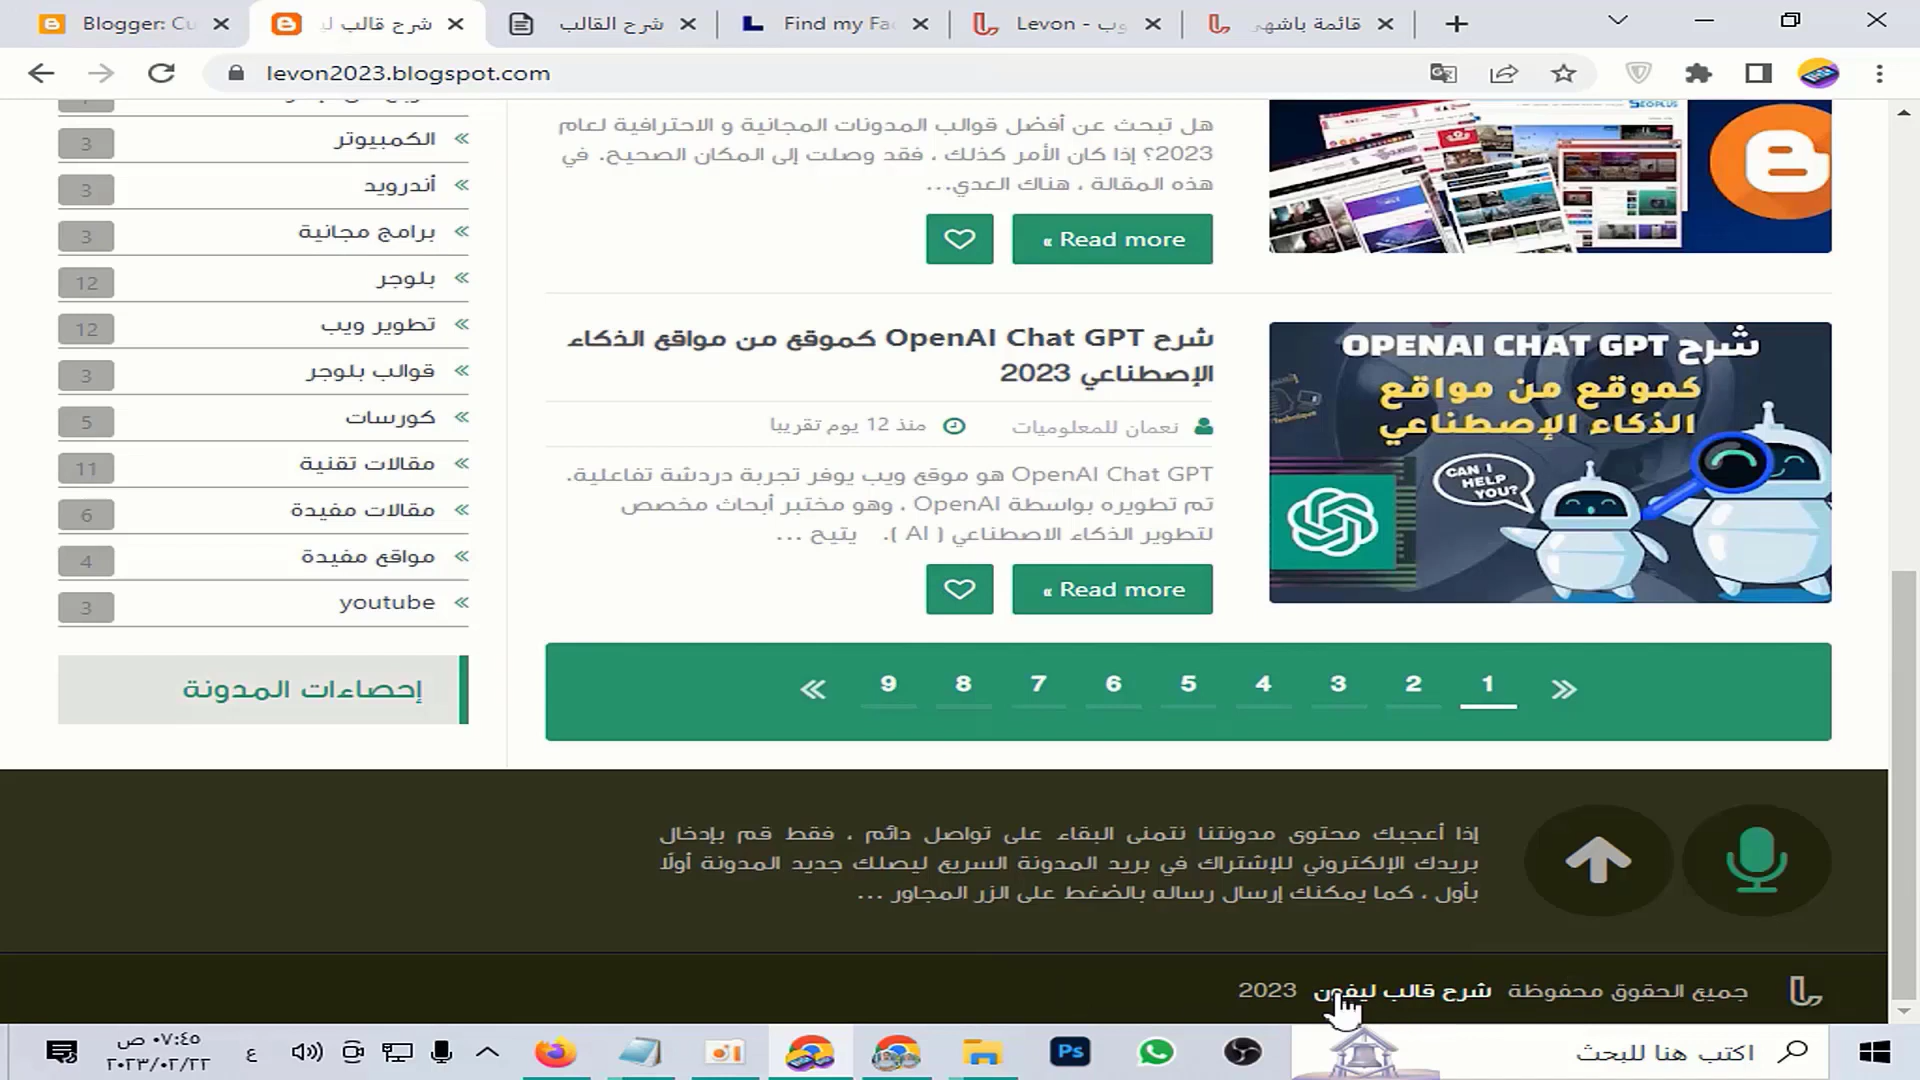 Blogger: Cu
شرح قالب لي
شرح القالب
Find my Fa
Levon - وب
قائمة باشهر
levon2023.blogspot.com
هل تبحث عن أفضل قوالب المدونات المجانية و الاحترافية لعام
2023؟ إذا كان الأمر كذلك ، فقد وصلت إلى المكان الصحيح. في
هذه المقالة ، هناك العدي...
Read more »
SEOPLUS
شرح OpenAI Chat GPT كموقع من مواقع الذكاء
الإصطناعي 2023
نعمان للمعلوميات
منذ 12 يوم تقريبا
OpenAI Chat GPT هو موقع ويب يوفر تجربة دردشة تفاعلية.
تم تطويره بواسطة OpenAI ، وهو مختبر أبحاث مخصص
لتطوير الذكاء الاصطناعي ( AI ). يتيح ...
Read more »
شرح OPENAI CHAT GPT
كموقع من مواقع
الذكاء الإصطناعي
CAN I
HELP
YOU?
الكمبيوتر 3
أندرويد 3
برامج مجانية 3
بلوجر 12
تطوير ويب 12
قوالب بلوجر 3
كورسات 5
مقالات تقنية 11
مقالات مفيدة 6
مواقع مفيدة 4
youtube 3
إحصاءات المدونة
1 2 3 4 5 6 7 8 9
إذا أعجبك محتوى مدونتنا نتمنى البقاء على تواصل دائم ، فقط قم بإدخال
بريدك الإلكتروني للإشتراك في بريد المدونة السريع ليصلك جديد المدونة أولًا
بأول ، كما يمكنك إرسال رساله بالضغط على الزر المجاور ...
جميع الحقوق محفوظة شرح قالب ليفون 2023
اكتب هنا للبحث
Ps
ع
٠٧:٤٥ ص
٢٠٢٣/٠٢/٢٢